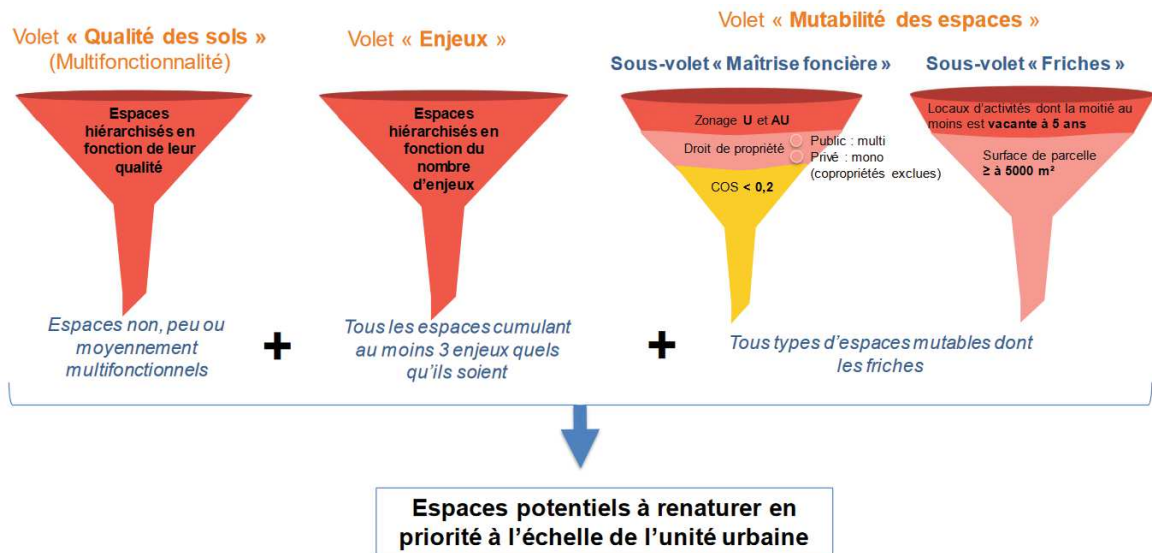 Volet « Qualité des sols »
(Multifonctionnalité)
Espaces
hiérarchisés en
fonction de leur
qualité
Espaces non, peu ou
moyennement
multifonctionnels
+
Volet « Enjeux »
Espaces
hiérarchisés en
fonction du
nombre
d'enjeux
Tous les espaces cumulant
au moins 3 enjeux quels
qu'ils soient
+
Volet « Mutabilité des espaces »
Sous-volet « Maîtrise foncière »
Zonage U et AU
Droit de propriété
Public : multi
Privé : mono
(copropriétés exclues)
COS < 0,2
Sous-volet « Friches »
Locaux d'activités dont la moitié au
moins est vacante à 5 ans
Surface de parcelle
≥ à 5000 m²
Tous types d'espaces mutables dont
les friches
Espaces potentiels à renaturer en
priorité à l'échelle de l'unité urbaine